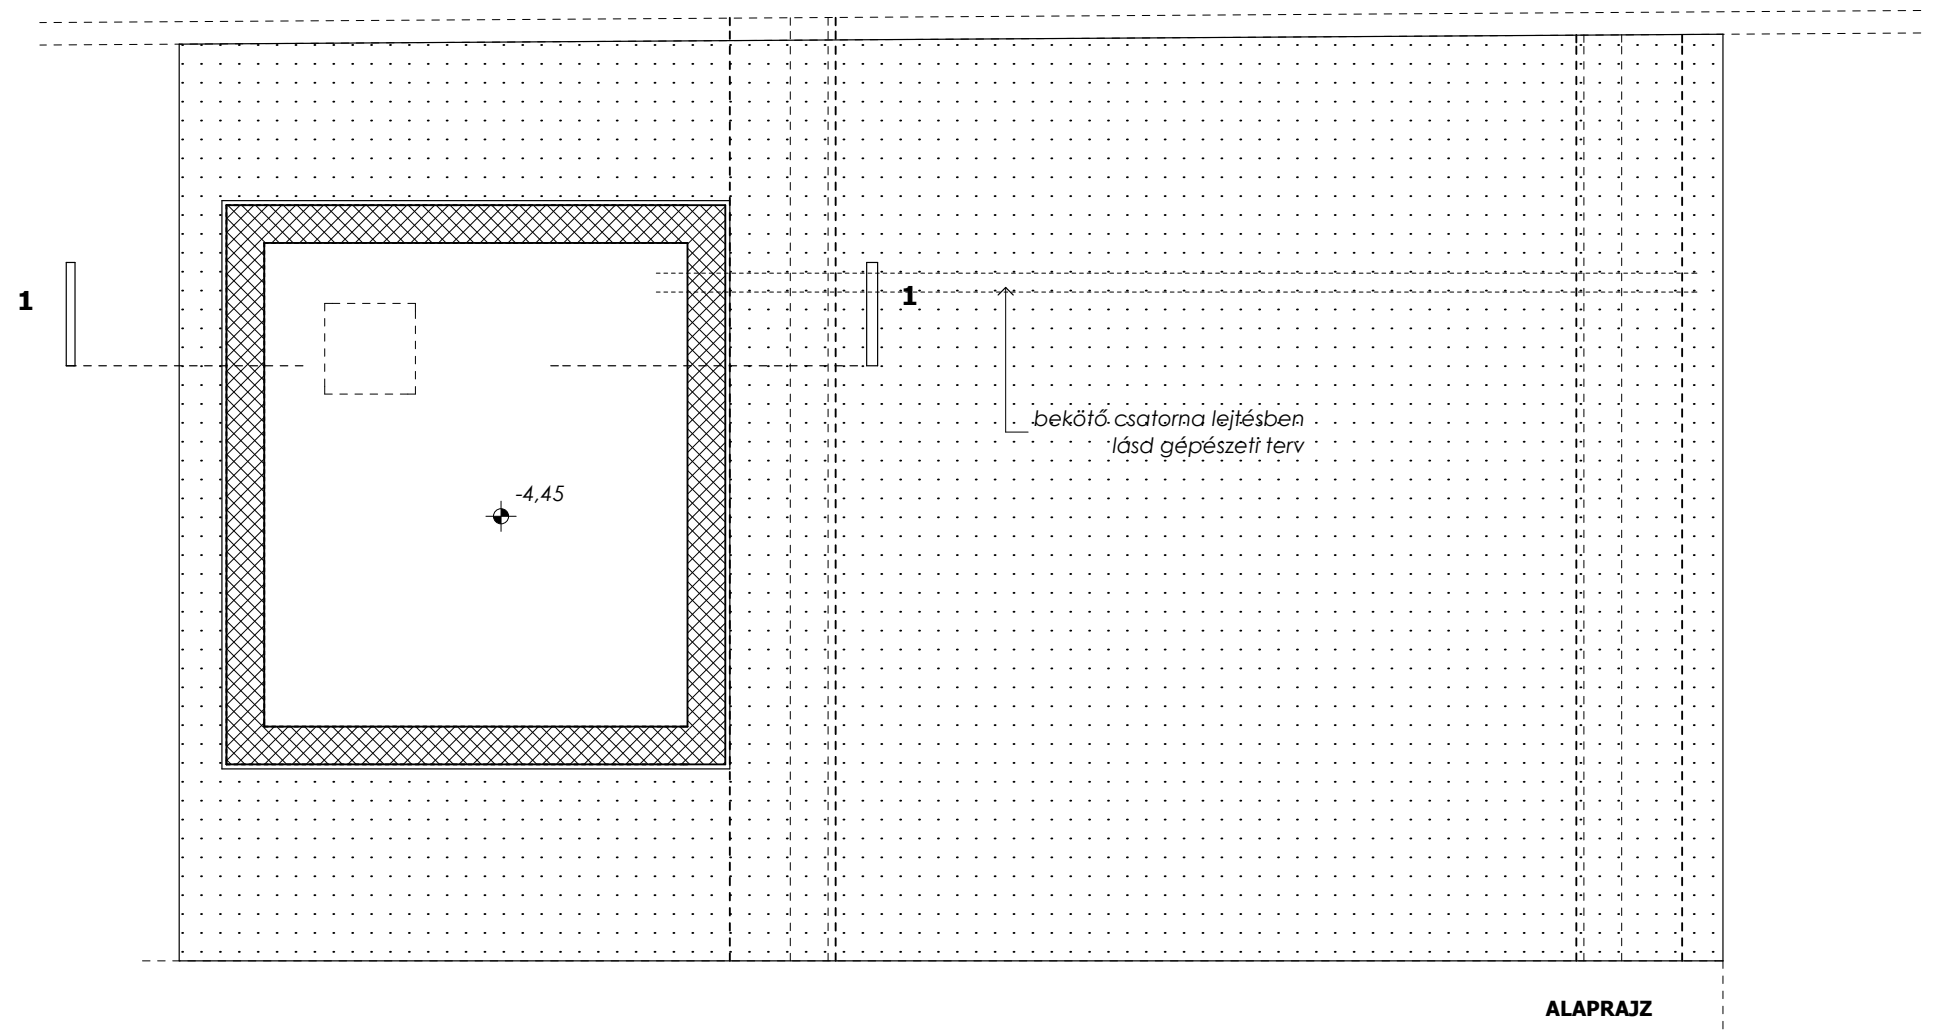 1
1
bekötő csatorna lejtésben
lásd gépészeti terv
-4,45
ALAPRAJZ